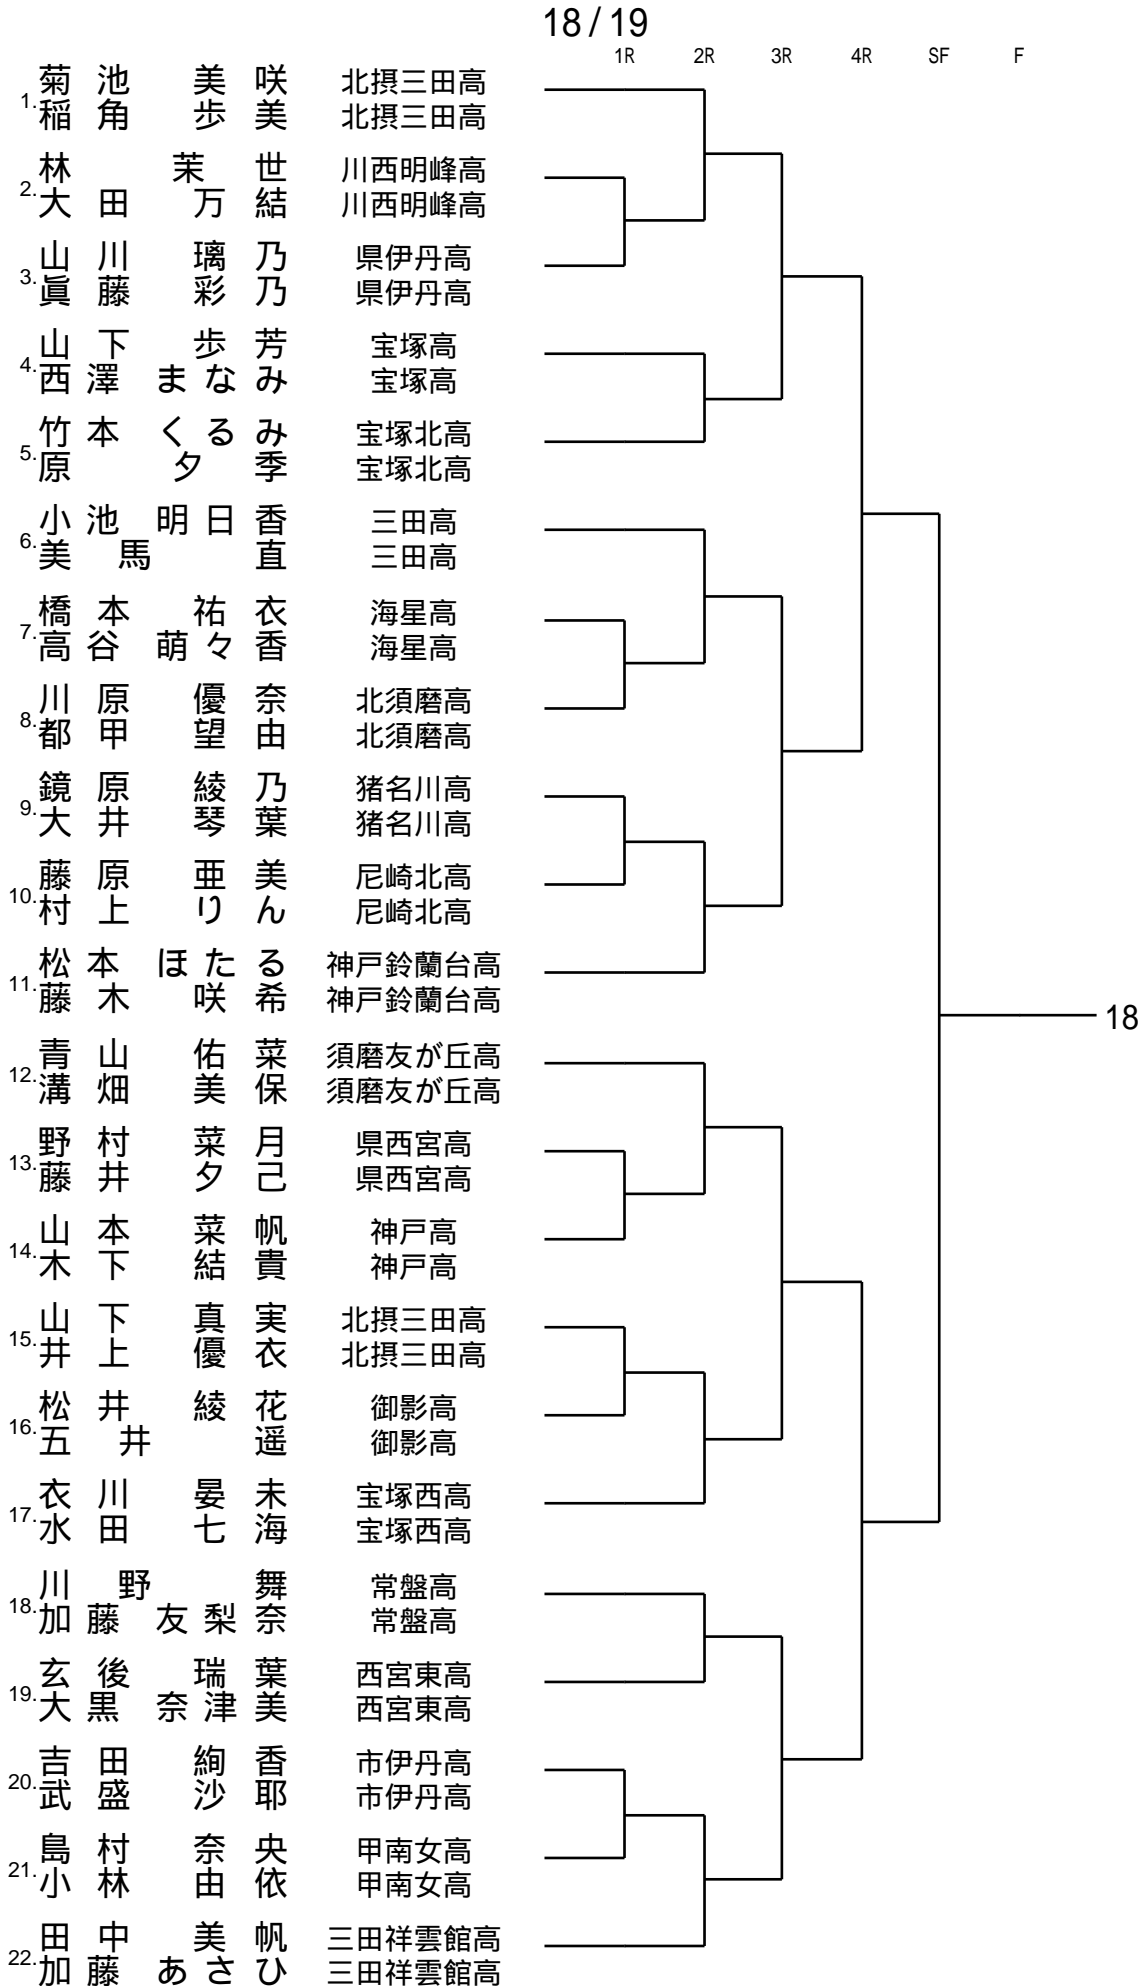 18/19
1R 2R 3R 4R SF F
1. 菊池 美咲 北摂三田高
稲角 歩美 北摂三田高
2. 林 茉世 川西明峰高
大田 万結 川西明峰高
3. 山川 璃乃 県伊丹高
眞藤 彩乃 県伊丹高
4. 山下 歩芳 宝塚高
西澤 まなみ 宝塚高
5. 竹本 くるみ 宝塚北高
原 夕季 宝塚北高
6. 小池 明日香 三田高
美馬 直 三田高
7. 橋本 祐衣 海星高
高谷 萌々香 海星高
8. 川原 優奈 北須磨高
都甲 望由 北須磨高
9. 鏡原 綾乃 猪名川高
大井 琴葉 猪名川高
10. 藤原 亜美 尼崎北高
村上 りん 尼崎北高
11. 松本 ほたる 神戸鈴蘭台高
藤木 咲希 神戸鈴蘭台高
18
12. 青山 佑菜 須磨友が丘高
溝畑 美保 須磨友が丘高
13. 野村 菜月 県西宮高
藤井 夕己 県西宮高
14. 山本 菜帆 神戸高
木下 結貴 神戸高
15. 山下 真実 北摂三田高
井上 優衣 北摂三田高
16. 松井 綾花 御影高
五井 遥 御影高
17. 衣川 晏未 宝塚西高
水田 七海 宝塚西高
18. 川野 舞 常盤高
加藤 友梨奈 常盤高
19. 玄後 瑞葉 西宮東高
大黒 奈津美 西宮東高
20. 吉田 絢香 市伊丹高
武盛 沙耶 市伊丹高
21. 島村 奈央 甲南女高
小林 由依 甲南女高
22. 田中 美帆 三田祥雲館高
加藤 あさひ 三田祥雲館高